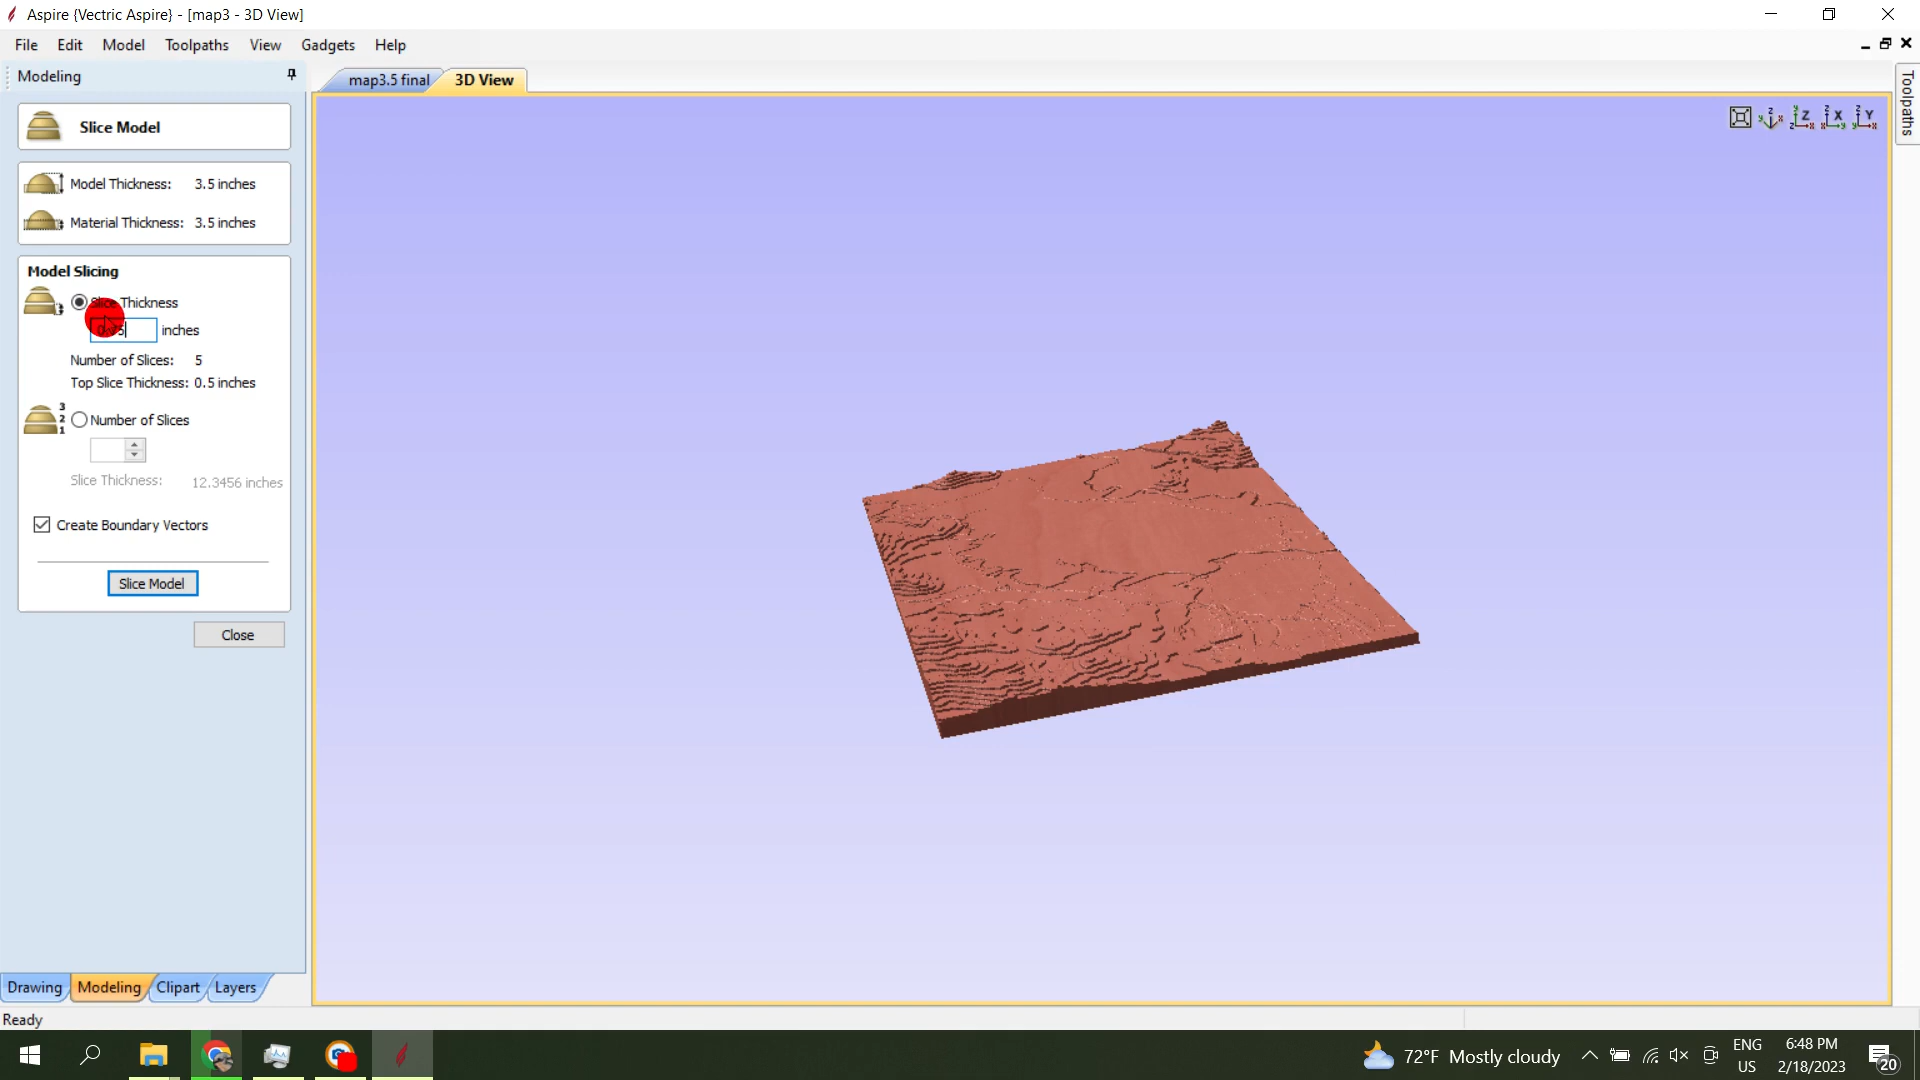 Aspire {Vectric Aspire} - [map3 - 3D View]
File Edit Model Toolpaths View Gadgets Help
Modeling
map3.5 final 3D View
Toolpaths
Slice Model
Model Thickness: 3.5 inches
Material Thickness: 3.5 inches
Model Slicing
Slice Thickness
inches
Number of Slices: 5
Top Slice Thickness: 0.5 inches
Number of Slices
Slice Thickness: 12.3456 inches
Create Boundary Vectors
Slice Model
Close
Drawing Modeling Clipart Layers
Ready
72°F Mostly cloudy
ENG
US
6:48 PM
2/18/2023
20